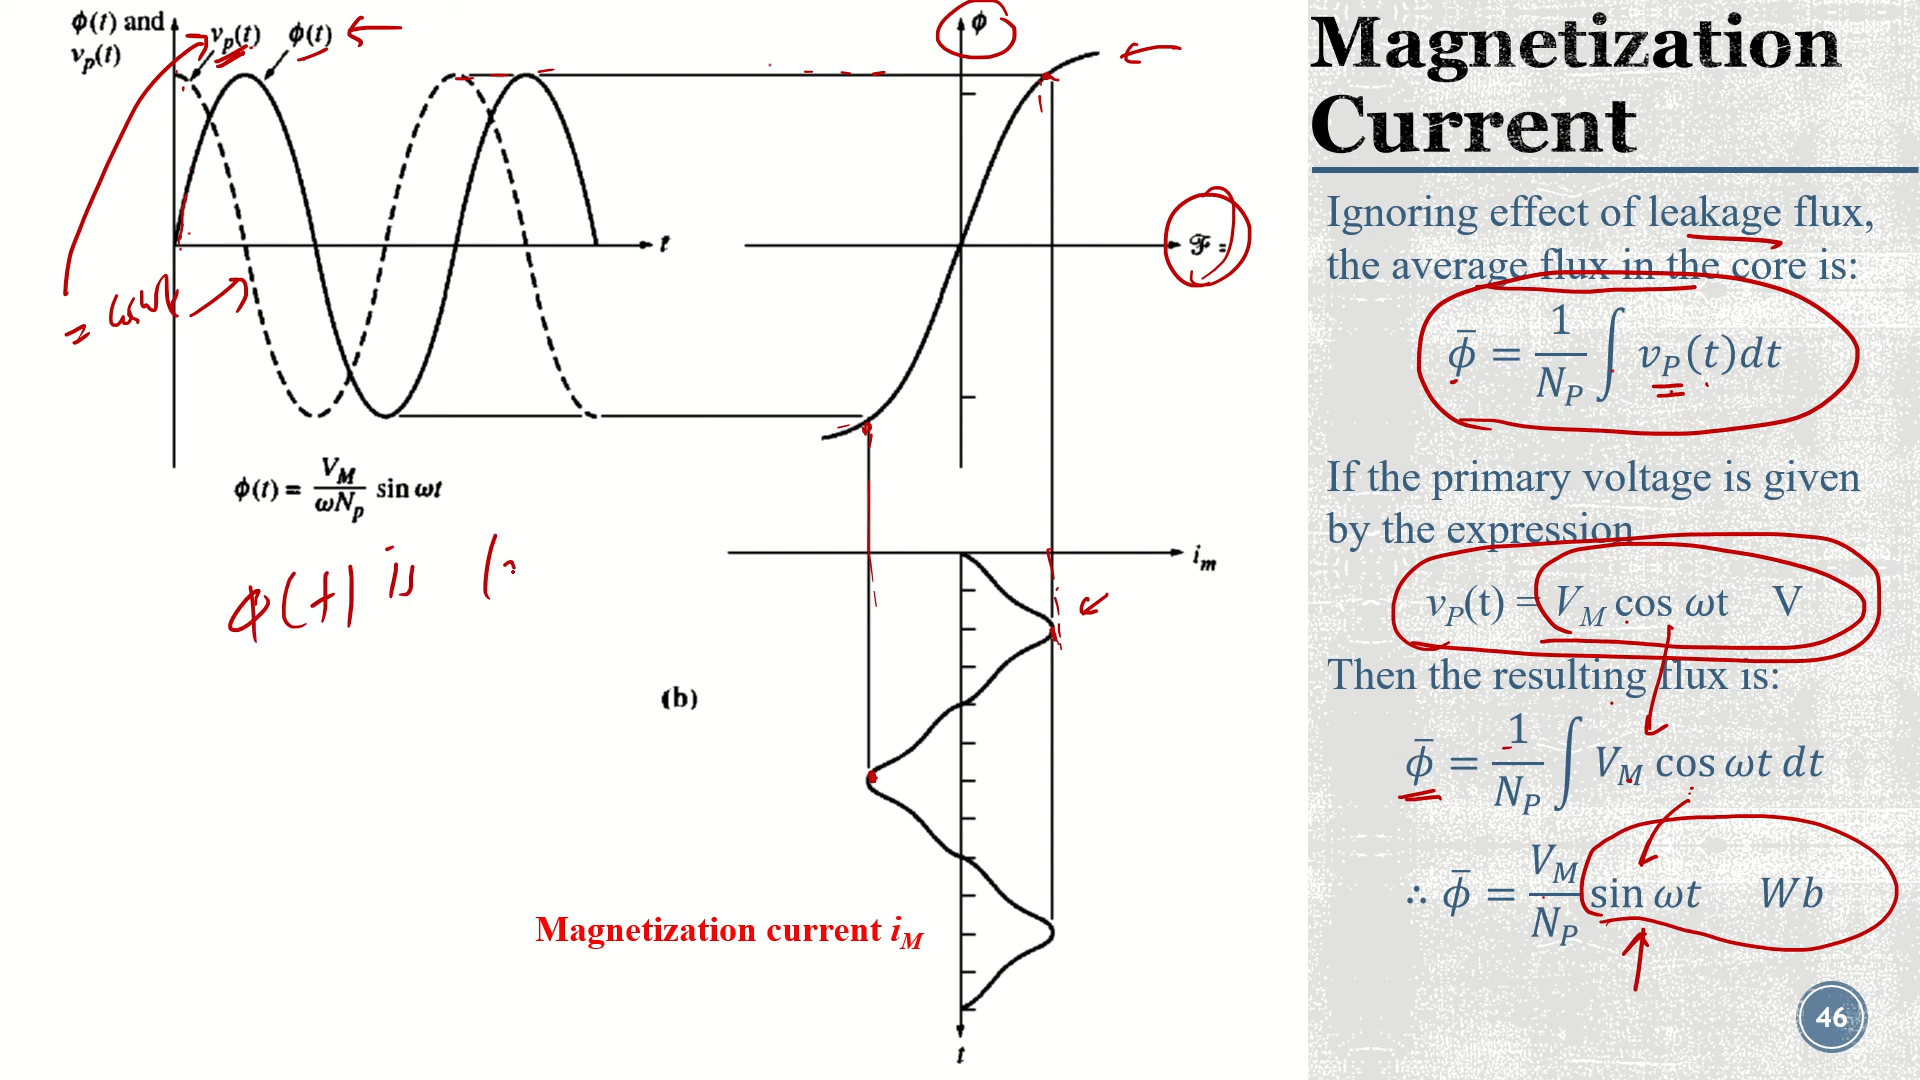 ϕ(t) and
v_p(t)
v_p(t)
ϕ(t)
t
= cos ωt
ϕ(t) = V_M / ωN_p sin ωt
ϕ(t) is
ϕ
ℱ =
i_m
(b)
Magnetization current i_M
t
Magnetization
Current
Ignoring effect of leakage flux,
the average flux in the core is:
ϕ̄ = 1/N_P ∫ v_P(t)dt
If the primary voltage is given
by the expression
v_P(t) = V_M cos ωt V
Then the resulting flux is:
ϕ̄ = 1/N_P ∫ V_M cos ωt dt
∴ ϕ̄ = V_M/N_P sin ωt Wb
46